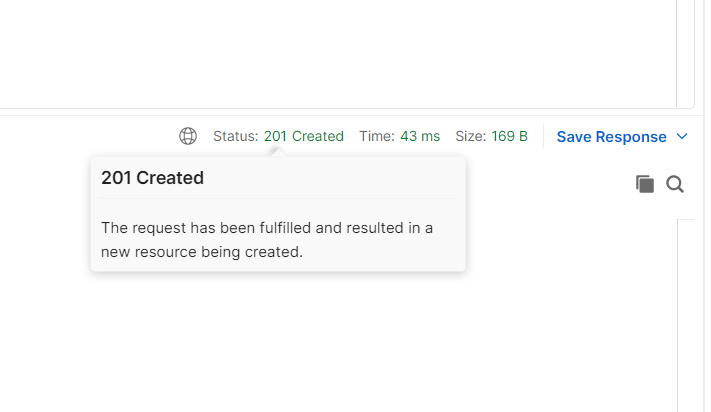 Status: 201 Created Time: 43 ms Size: 169 B Save Response
201 Created
The request has been fulfilled and resulted in a
new resource being created.